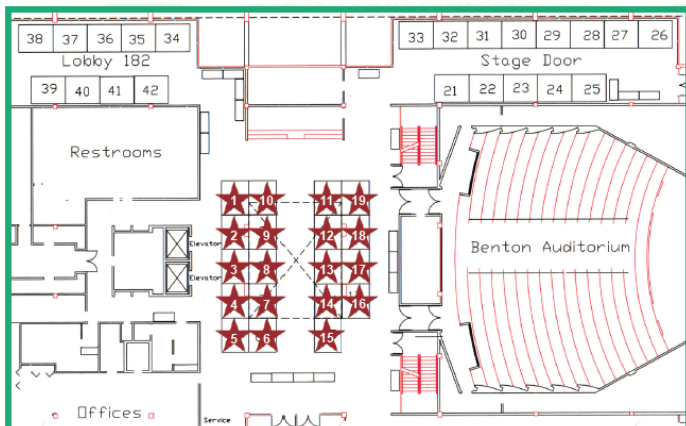 38 37 36 35 34
33 32 31 30 29 28 27 26
Lobby 182
Stage Door
39 40 41 42
21 22 23 24 25
Restrooms
1 10 11 19
2 9 12 18
Elevator
Benton Auditorium
X
3 8 13 17
Elevator
4 7 14 16
5 6 15
Offices
Service